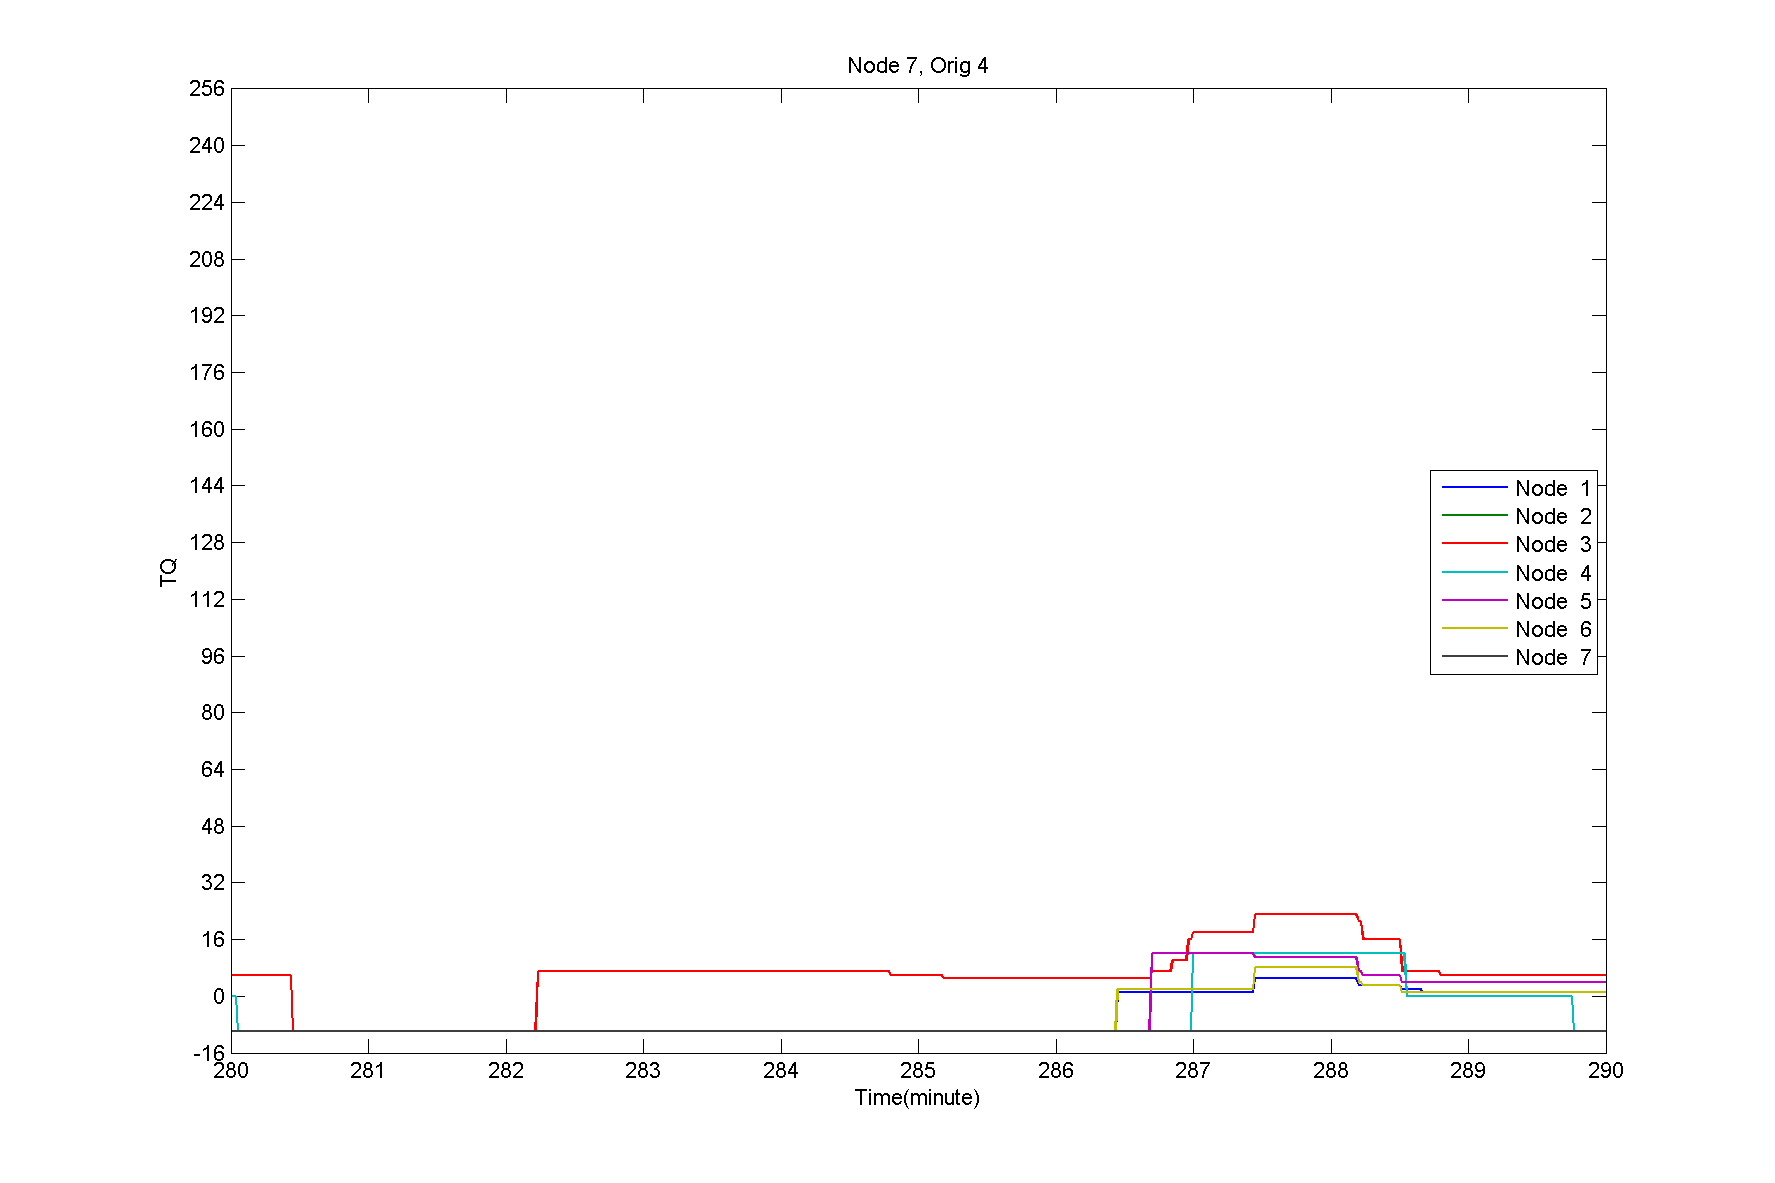 Node 7, Orig 4
256
240
224
208
192
176
160
144
128
112
96
80
64
48
32
16
0
-16
TQ
Node 1
Node 2
Node 3
Node 4
Node 5
Node 6
Node 7
280 281 282 283 284 285 286 287 288 289 290
Time(minute)